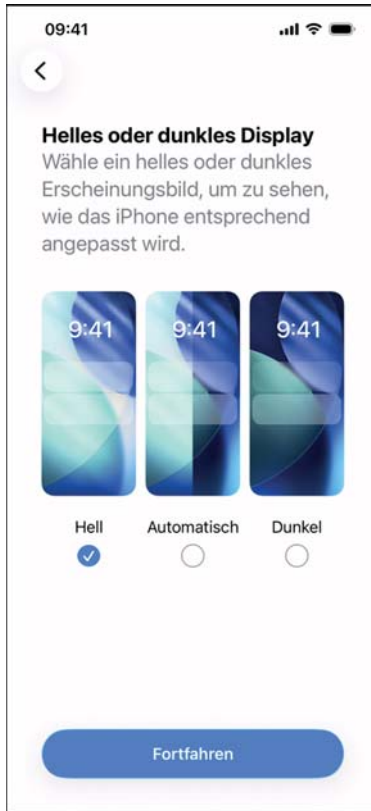 09:41
Helles oder dunkles Display
Wähle ein helles oder dunkles
Erscheinungsbild, um zu sehen,
wie das iPhone entsprechend
angepasst wird.
9:41 9:41 9:41
Hell Automatisch Dunkel
Fortfahren